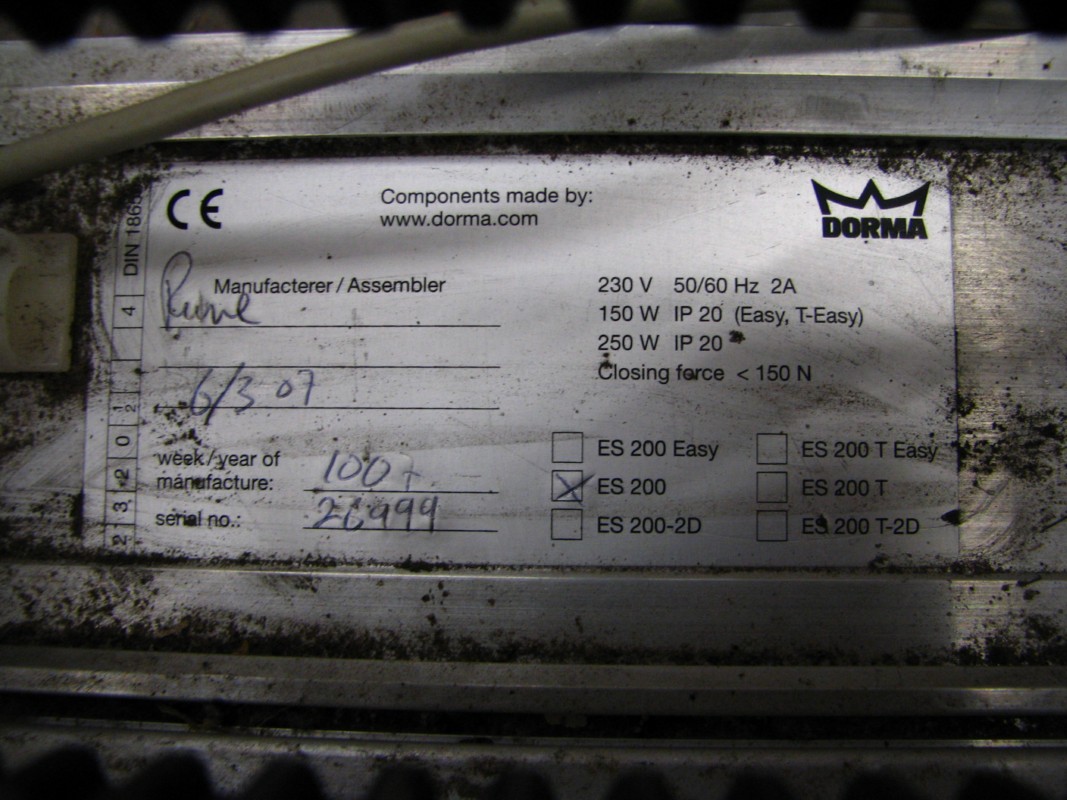 CE
Components made by:
www.dorma.com
DORMA
DIN 1865
4
1 2
0
2
3
2
Manufacterer / Assembler
Rune
6/3 07
week / year of
manufacture:
1007
serial no.: 26999
230 V 50/60 Hz 2A
150 W IP 20 (Easy, T-Easy)
250 W IP 20
Closing force < 150 N
ES 200 Easy
ES 200
ES 200-2D
ES 200 T Easy
ES 200 T
ES 200 T-2D